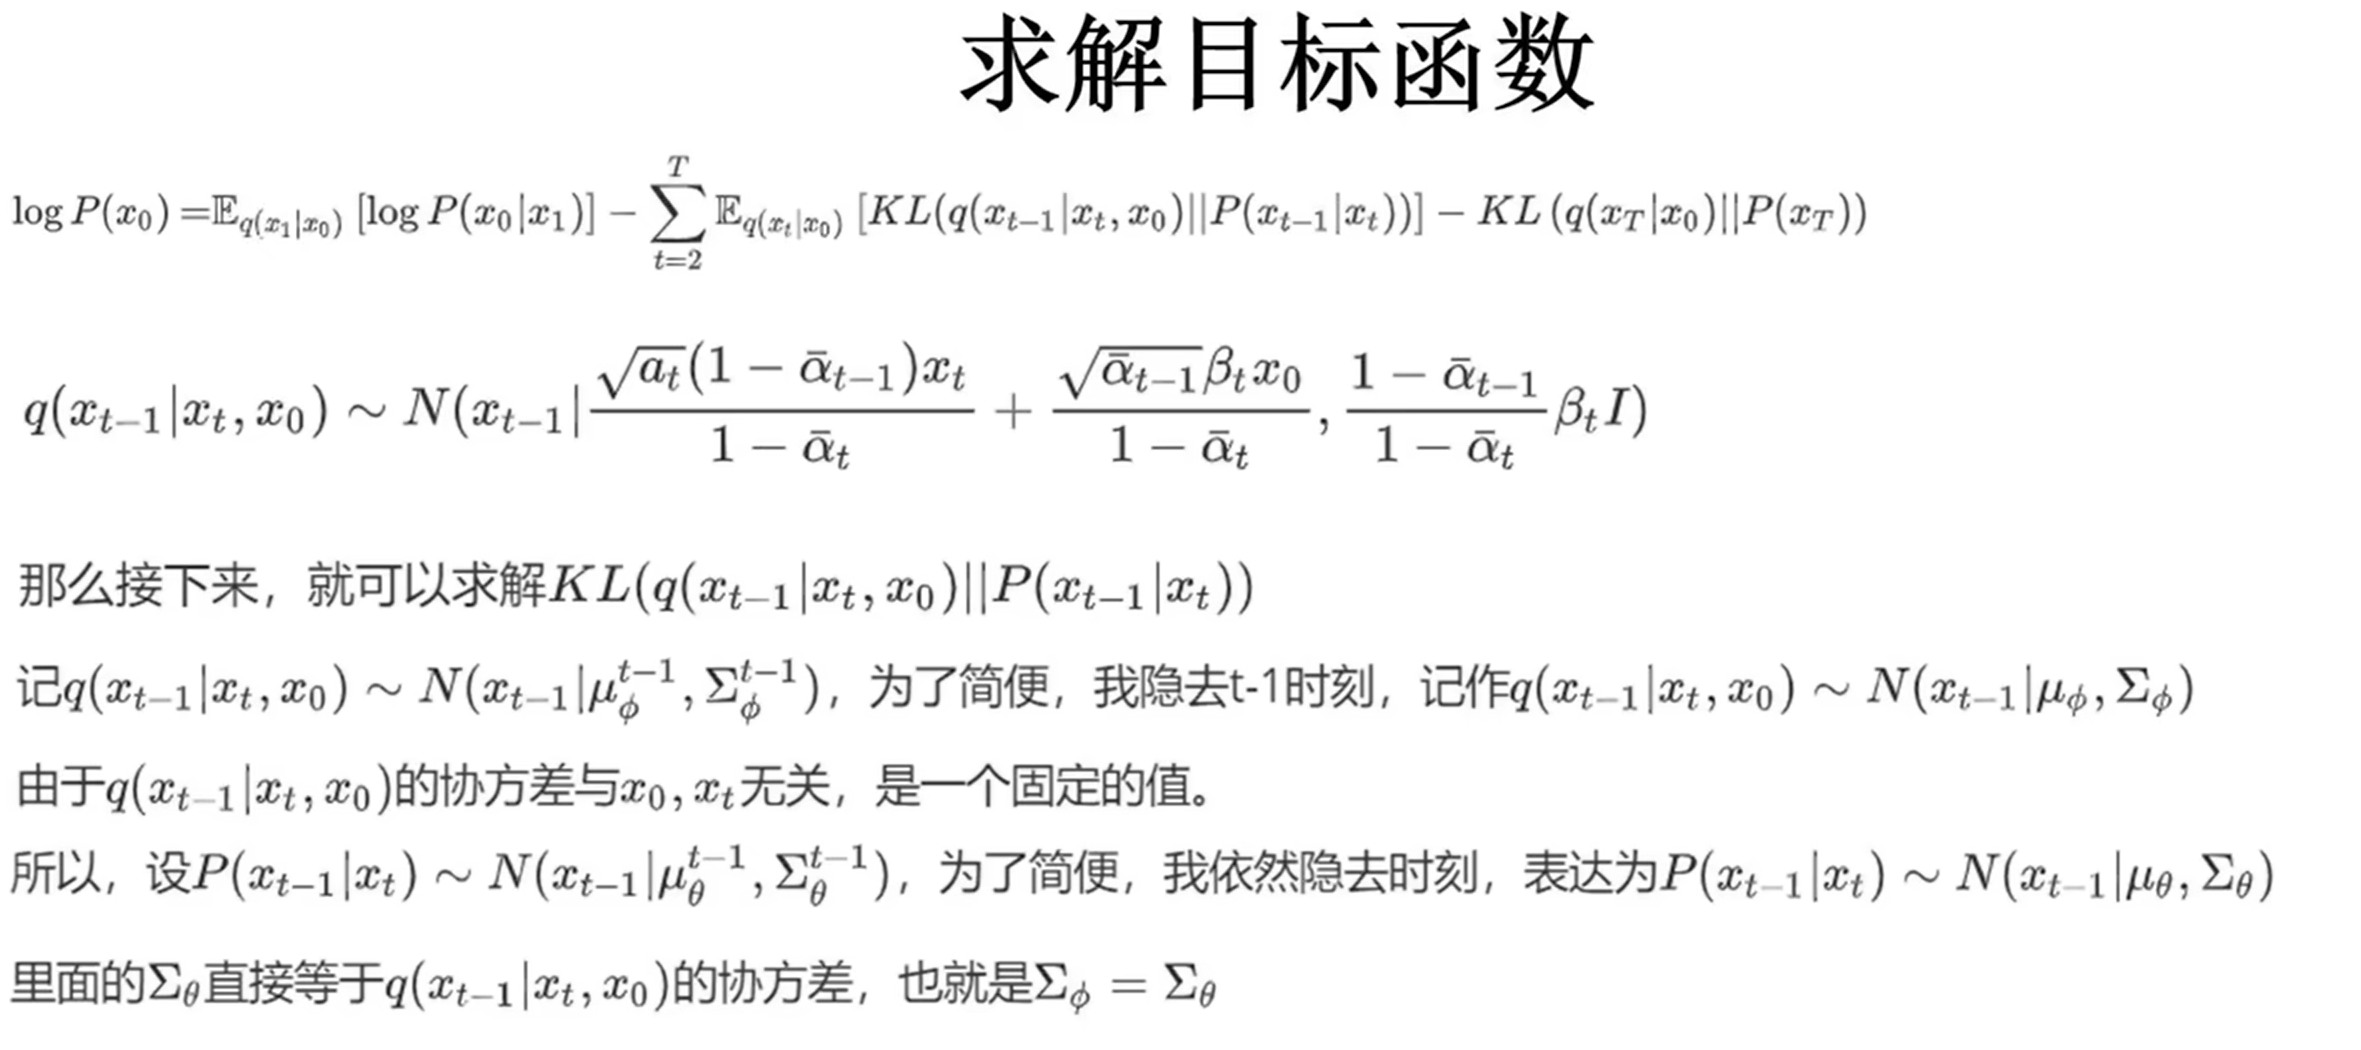 求解目标函数
$\log P(x_0) = \mathbb{E}_{q(x_1|x_0)} [\log P(x_0|x_1)] - \sum_{t=2}^{T} \mathbb{E}_{q(x_t|x_0)} [KL(q(x_{t-1}|x_t, x_0)||P(x_{t-1}|x_t))] - KL(q(x_T|x_0)||P(x_T))$
$q(x_{t-1}|x_t, x_0) \sim N(x_{t-1}|\frac{\sqrt{a_t}(1-\bar{\alpha}_{t-1})x_t}{1-\bar{\alpha}_t} + \frac{\sqrt{\bar{\alpha}_{t-1}}\beta_t x_0}{1-\bar{\alpha}_t}, \frac{1-\bar{\alpha}_{t-1}}{1-\bar{\alpha}_t}\beta_t I)$
那么接下来，就可以求解$KL(q(x_{t-1}|x_t, x_0)||P(x_{t-1}|x_t))$
记$q(x_{t-1}|x_t, x_0) \sim N(x_{t-1}|\mu_\phi^{t-1}, \Sigma_\phi^{t-1})$，为了简便，我隐去t-1时刻，记作$q(x_{t-1}|x_t, x_0) \sim N(x_{t-1}|\mu_\phi, \Sigma_\phi)$
由于$q(x_{t-1}|x_t, x_0)$的协方差与$x_0, x_t$无关，是一个固定的值。
所以，设$P(x_{t-1}|x_t) \sim N(x_{t-1}|\mu_\theta^{t-1}, \Sigma_\theta^{t-1})$，为了简便，我依然隐去时刻，表达为$P(x_{t-1}|x_t) \sim N(x_{t-1}|\mu_\theta, \Sigma_\theta)$
里面的$\Sigma_\theta$直接等于$q(x_{t-1}|x_t, x_0)$的协方差，也就是$\Sigma_\phi = \Sigma_\theta$